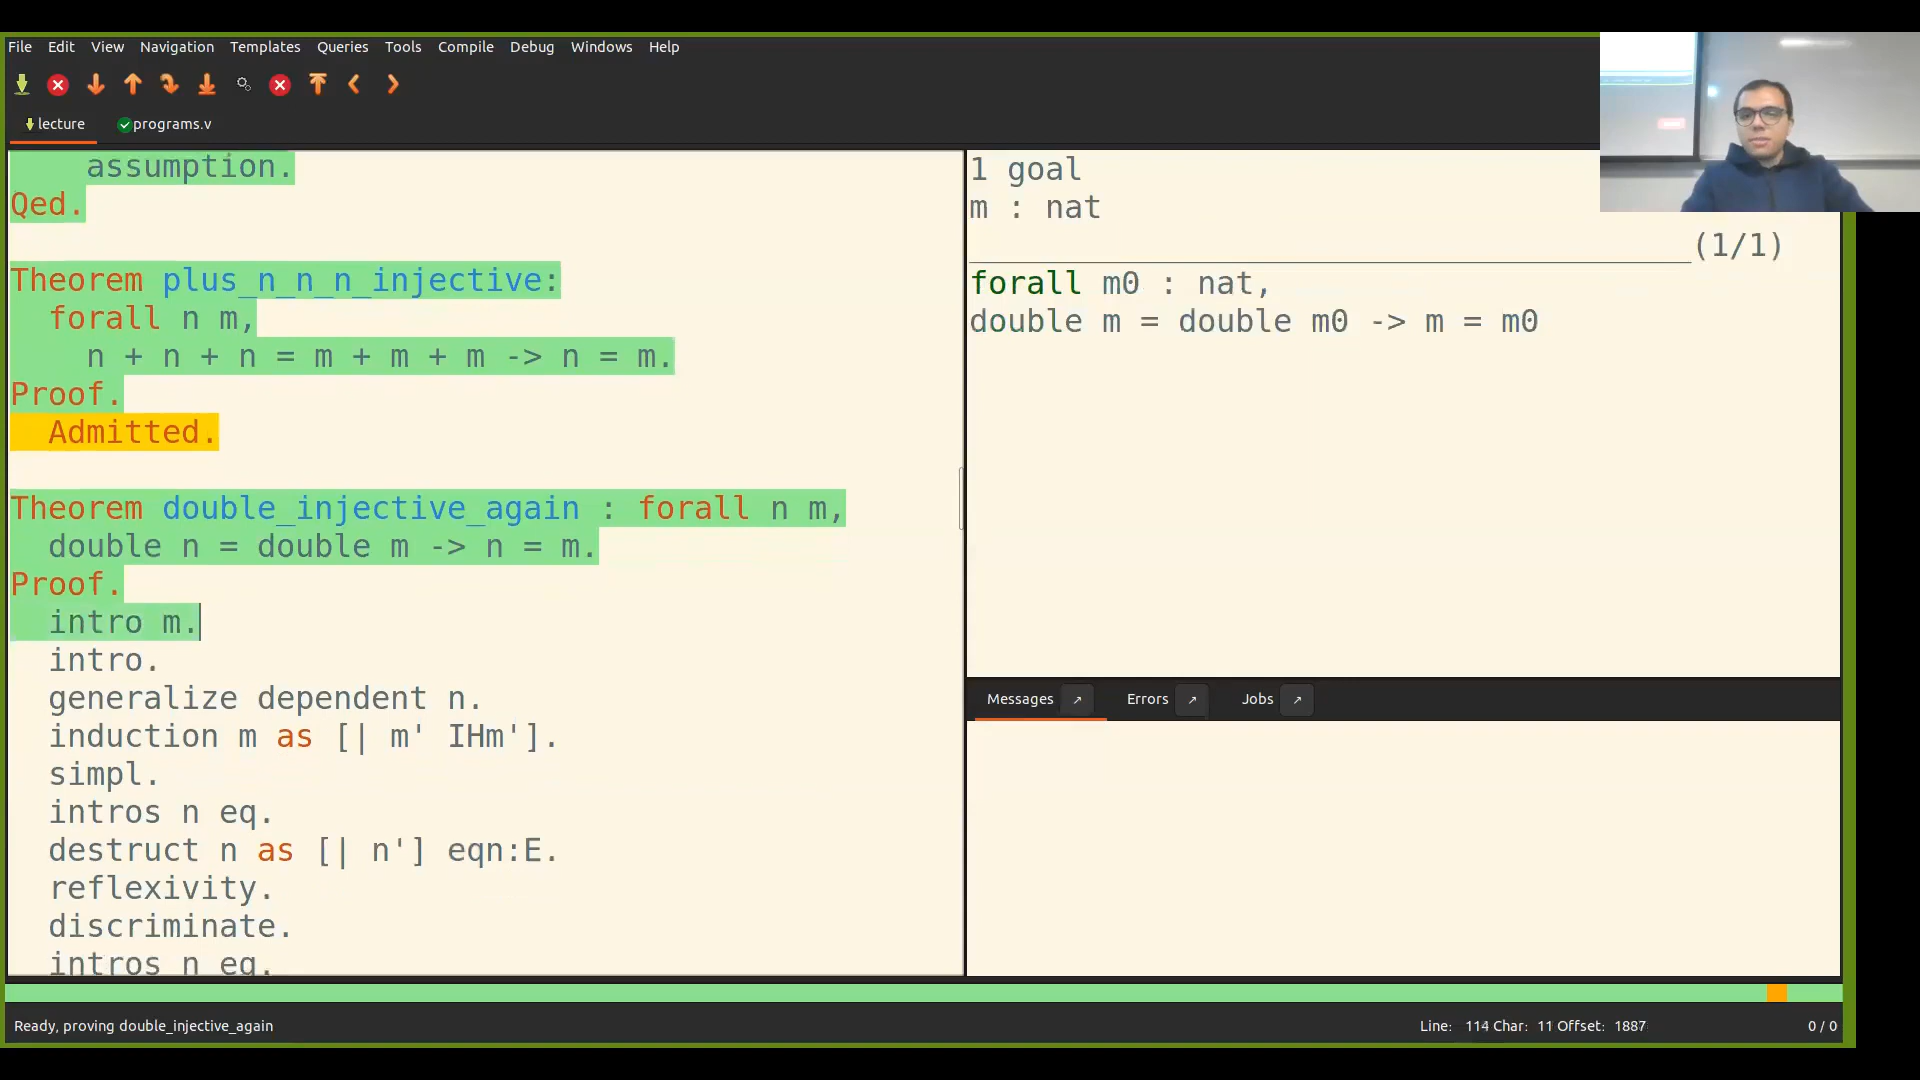 File Edit View Navigation Templates Queries Tools Compile Debug Windows Help
lecture programs.v
assumption.
Qed.
Theorem plus_n_n_n_injective:
forall n m,
n + n + n = m + m + m -> n = m.
Proof.
Admitted.
Theorem double_injective_again : forall n m,
double n = double m -> n = m.
Proof.
intro m.
intro.
generalize dependent n.
induction m as [| m' IHm'].
simpl.
intros n eq.
destruct n as [| n'] eqn:E.
reflexivity.
discriminate.
intros n eq.
1 goal
m : nat
(1/1)
forall m0 : nat,
double m = double m0 -> m = m0
Messages Errors Jobs
Ready, proving double_injective_again
Line: 114 Char: 11 Offset: 1887
0 / 0